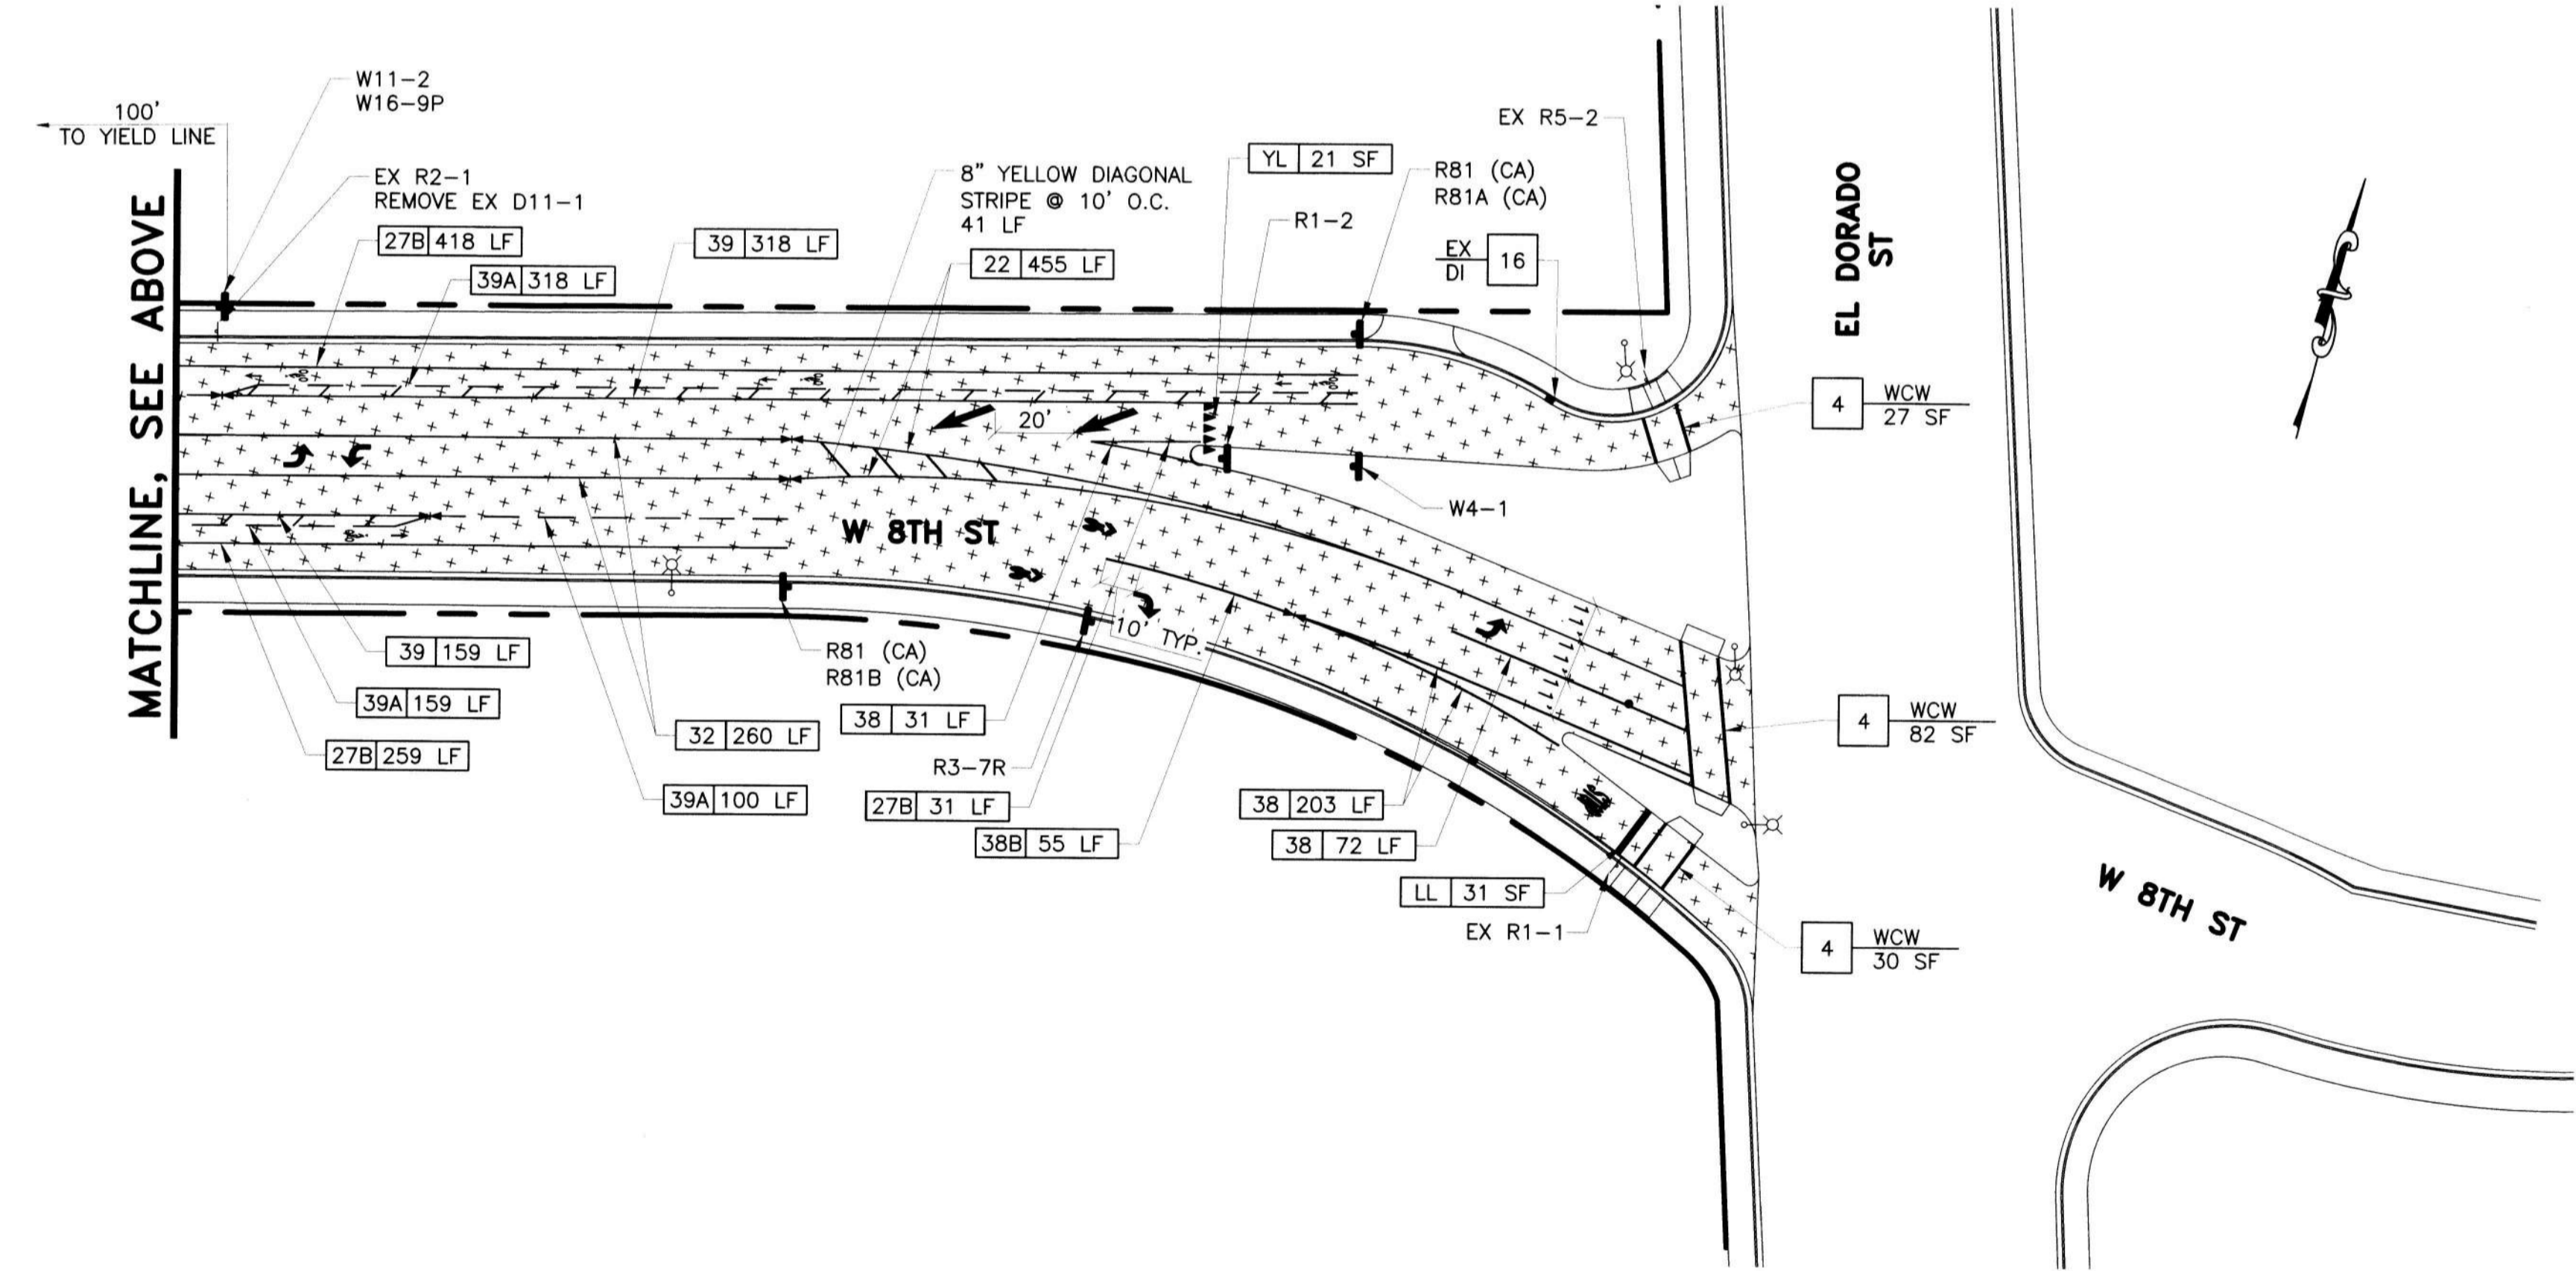 W11-2
W16-9P
100'
TO YIELD LINE
EX R2-1
REMOVE EX D11-1
27B 418 LF
39A 318 LF
39 318 LF
8" YELLOW DIAGONAL
STRIPE @ 10' O.C.
41 LF
22 455 LF
YL 21 SF
R1-2
EX R5-2
R81 (CA)
R81A (CA)
EX
DI
16
EL DORADO
ST
MATCHLINE, SEE ABOVE
20'
4
WCW
27 SF
W4-1
W 8TH ST
10' TYP.
11'
11'
11'
39 159 LF
39A 159 LF
27B 259 LF
32 260 LF
39A 100 LF
R81 (CA)
R81B (CA)
38 31 LF
R3-7R
27B 31 LF
38B 55 LF
38 203 LF
38 72 LF
LL 31 SF
EX R1-1
4
WCW
82 SF
4
WCW
30 SF
W 8TH ST